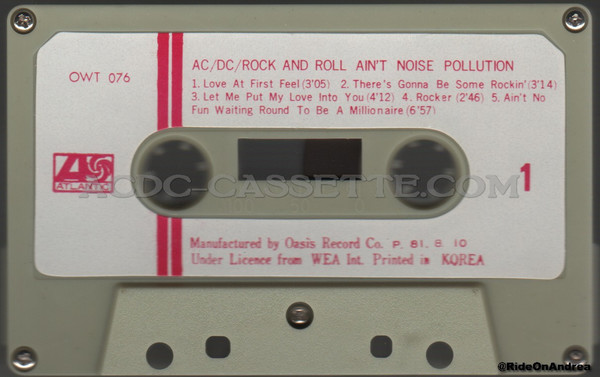 AC/DC/ROCK AND ROLL AIN'T NOISE POLLUTION
OWT 076
1. Love At First Feel (3'05) 2. There's Gonna Be Some Rockin' (3'14)
3. Let Me Put My Love Into You (4'12) 4. Rocker (2'46) 5. Ain't No
Fun Waiting Round To Be A Millionaire (6'57)
ATLANTIC
ACDC-CASSETTE.COM
1
Manufactured by Oasis Record Co. P. 81. 8. 10
Under Licence from WEA Int. Printed in KOREA
@RideOnAndrea